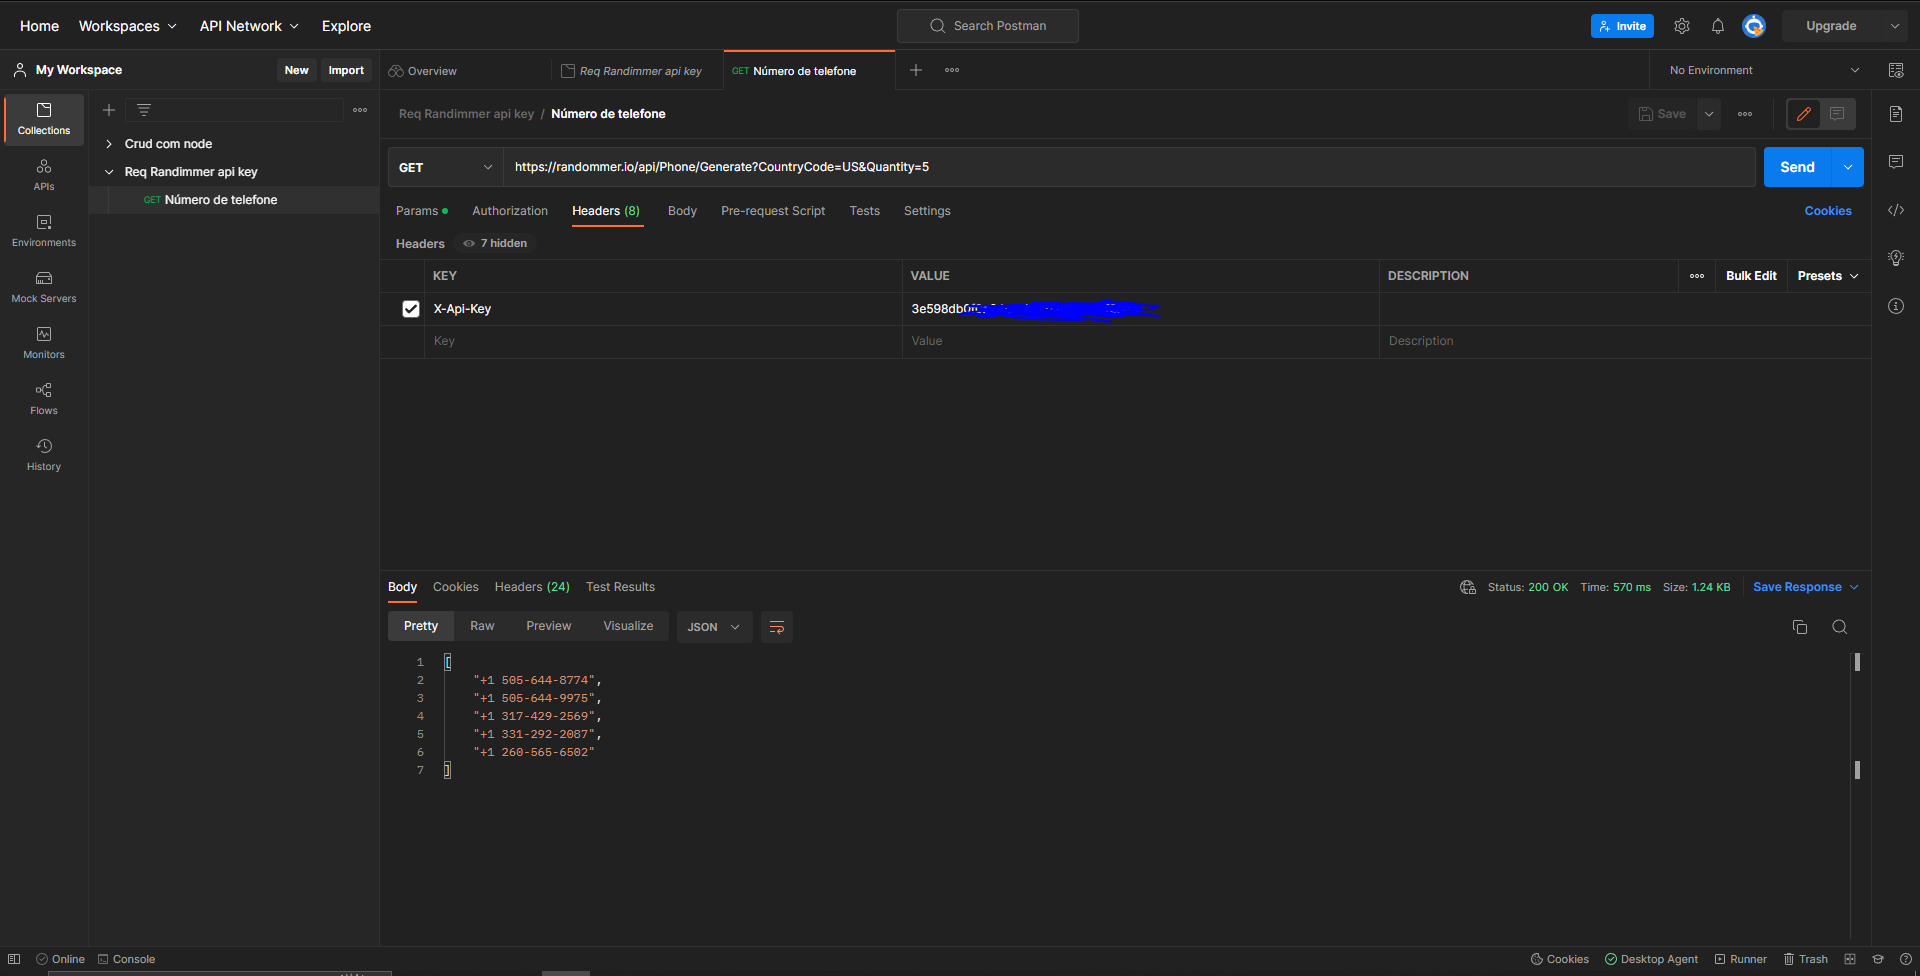 Home Workspaces API Network Explore Search Postman Invite Upgrade
My Workspace New Import Overview Req Randimmer api key GET Número de telefone No Environment
Collections
APIs
Environments
Mock Servers
Monitors
Flows
History
Crud com node
Req Randimmer api key
GET Número de telefone
Req Randimmer api key / Número de telefone Save
GET https://randommer.io/api/Phone/Generate?CountryCode=US&Quantity=5 Send
Params Authorization Headers (8) Body Pre-request Script Tests Settings Cookies
Headers 7 hidden
KEY VALUE DESCRIPTION Bulk Edit Presets
X-Api-Key 3e598db0f
Key Value Description
Body Cookies Headers (24) Test Results Status: 200 OK Time: 570 ms Size: 1.24 KB Save Response
Pretty Raw Preview Visualize JSON
1 [
2 "+1 505-644-8774",
3 "+1 505-644-9975",
4 "+1 317-429-2569",
5 "+1 331-292-2087",
6 "+1 260-565-6502"
7 ]
Online Console Cookies Desktop Agent Runner Trash